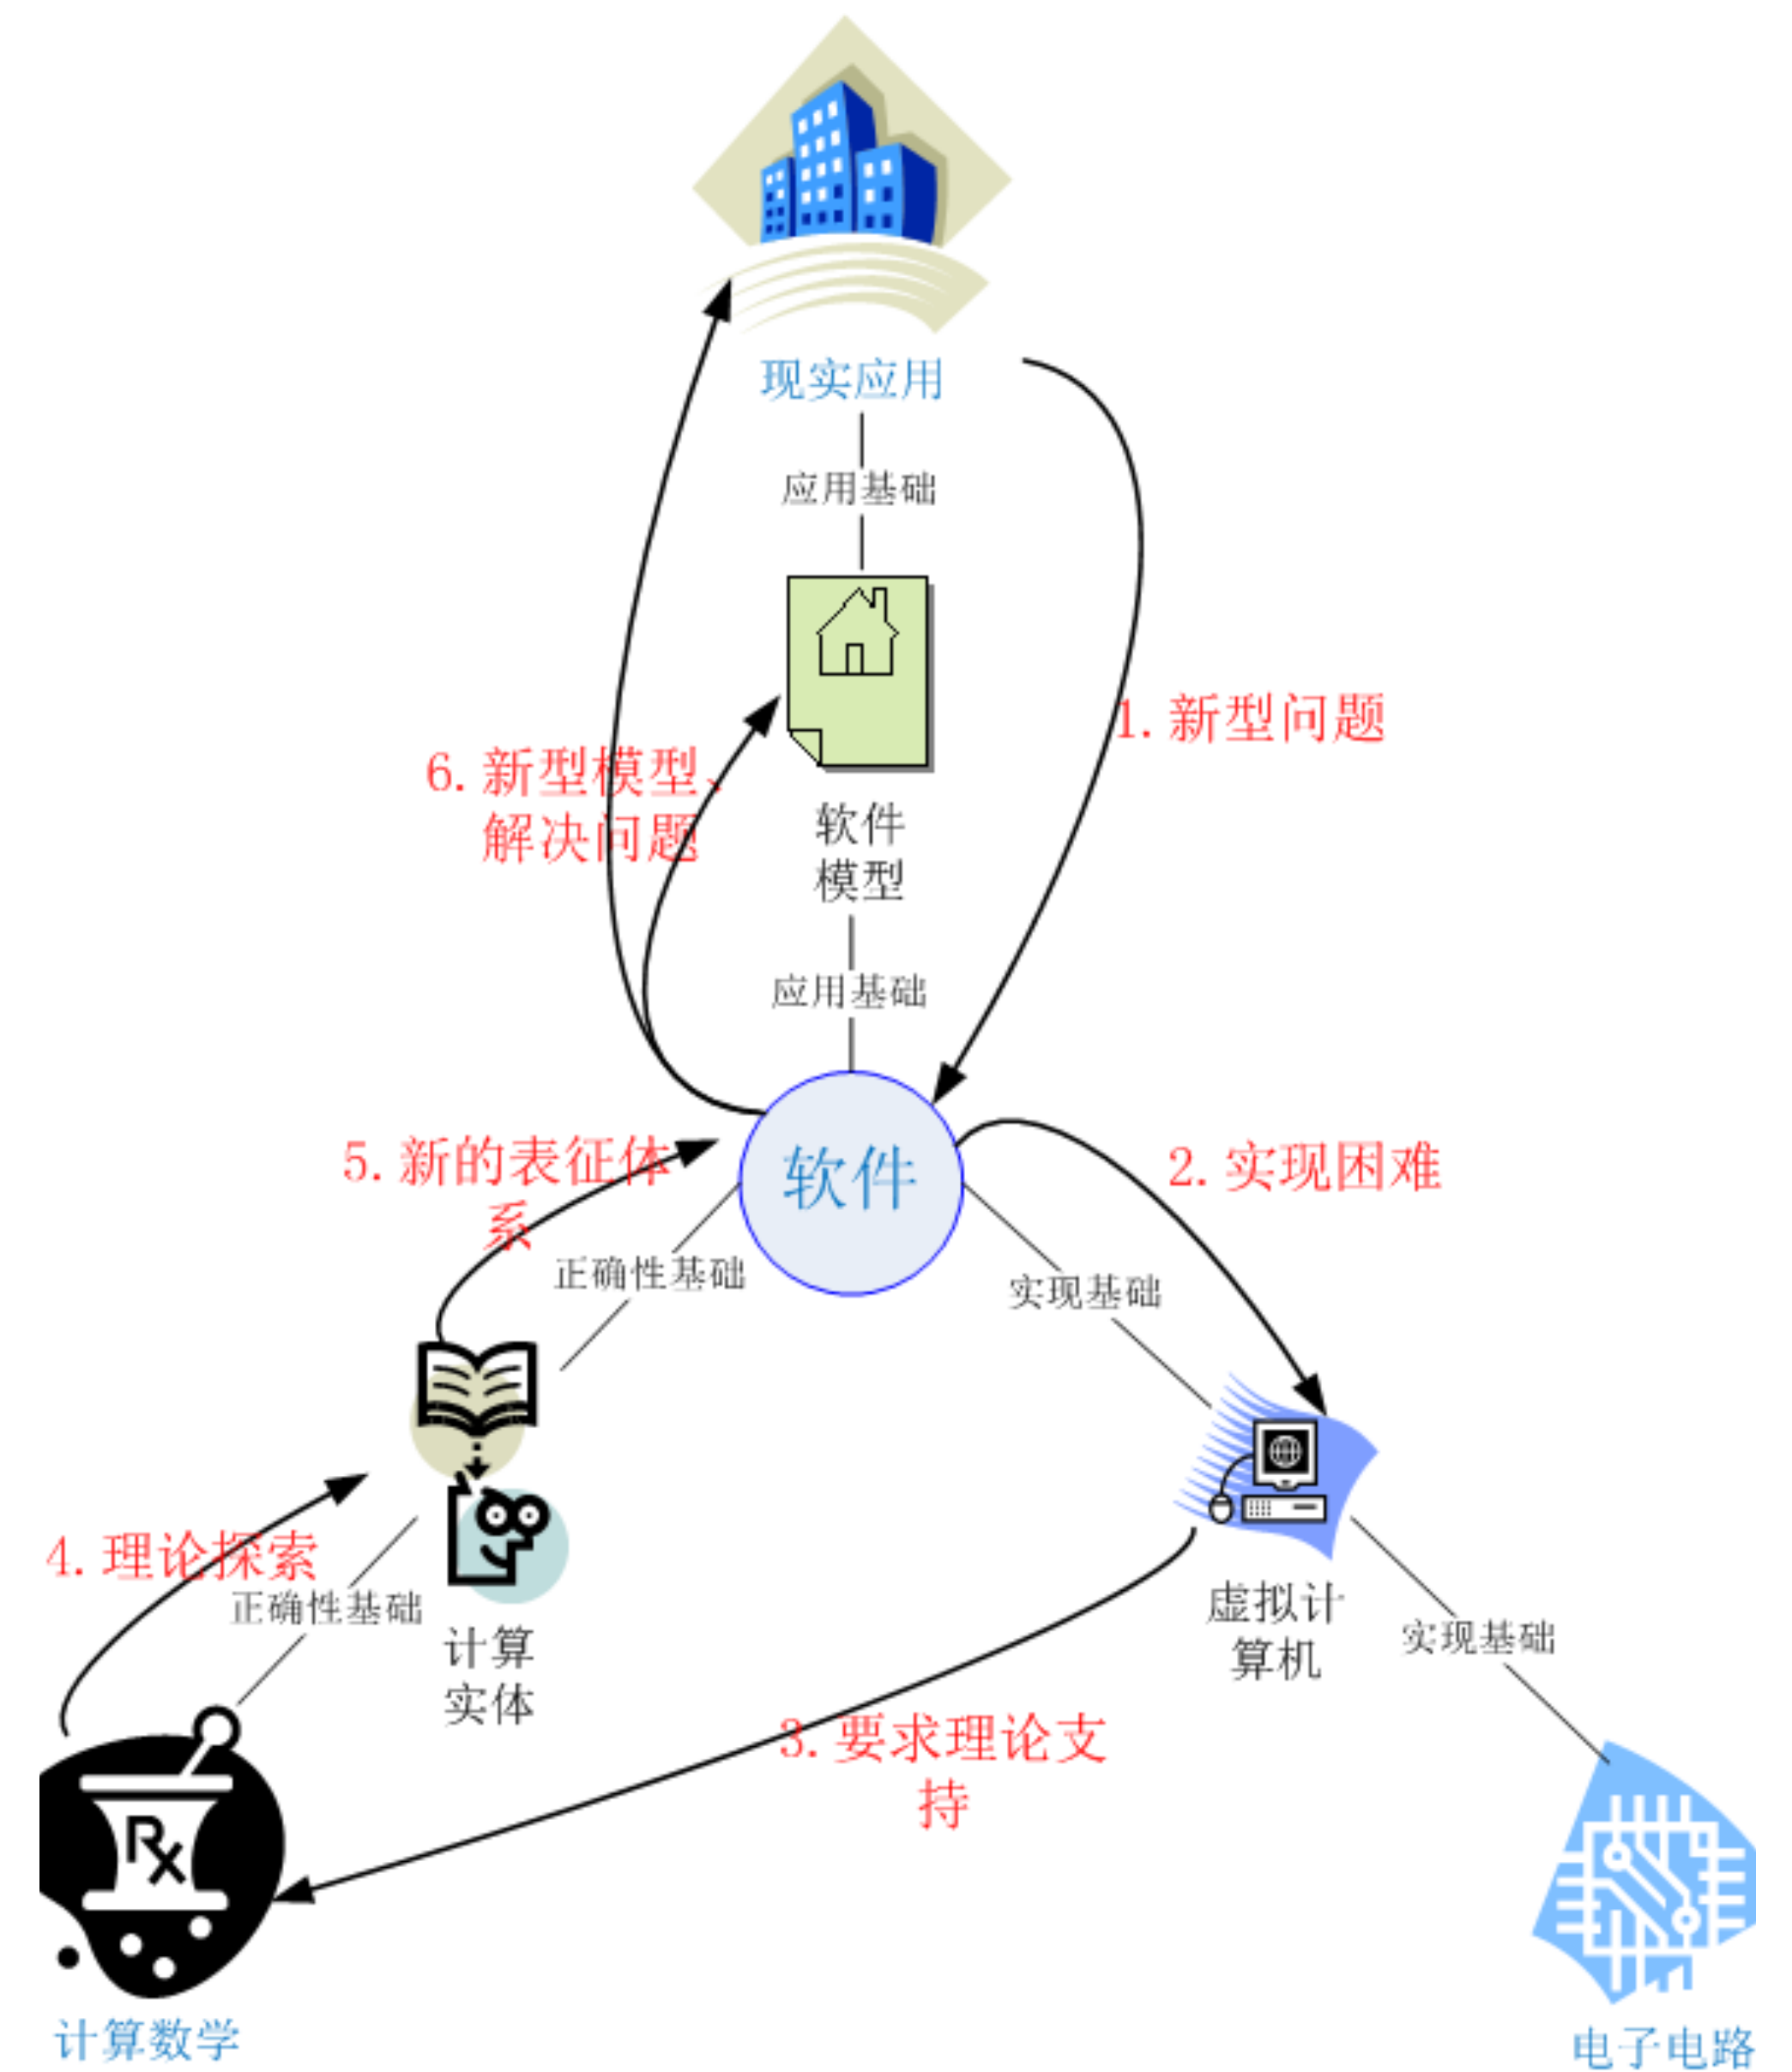 现实应用
应用基础
1.新型问题
6.新型模型、
解决问题
软件
模型
应用基础
5.新的表征体
系
软件
2.实现困难
正确性基础
实现基础
4.理论探索
正确性基础
计算
实体
虚拟计
算机
实现基础
3.要求理论支
持
Rx
计算数学
电子电路